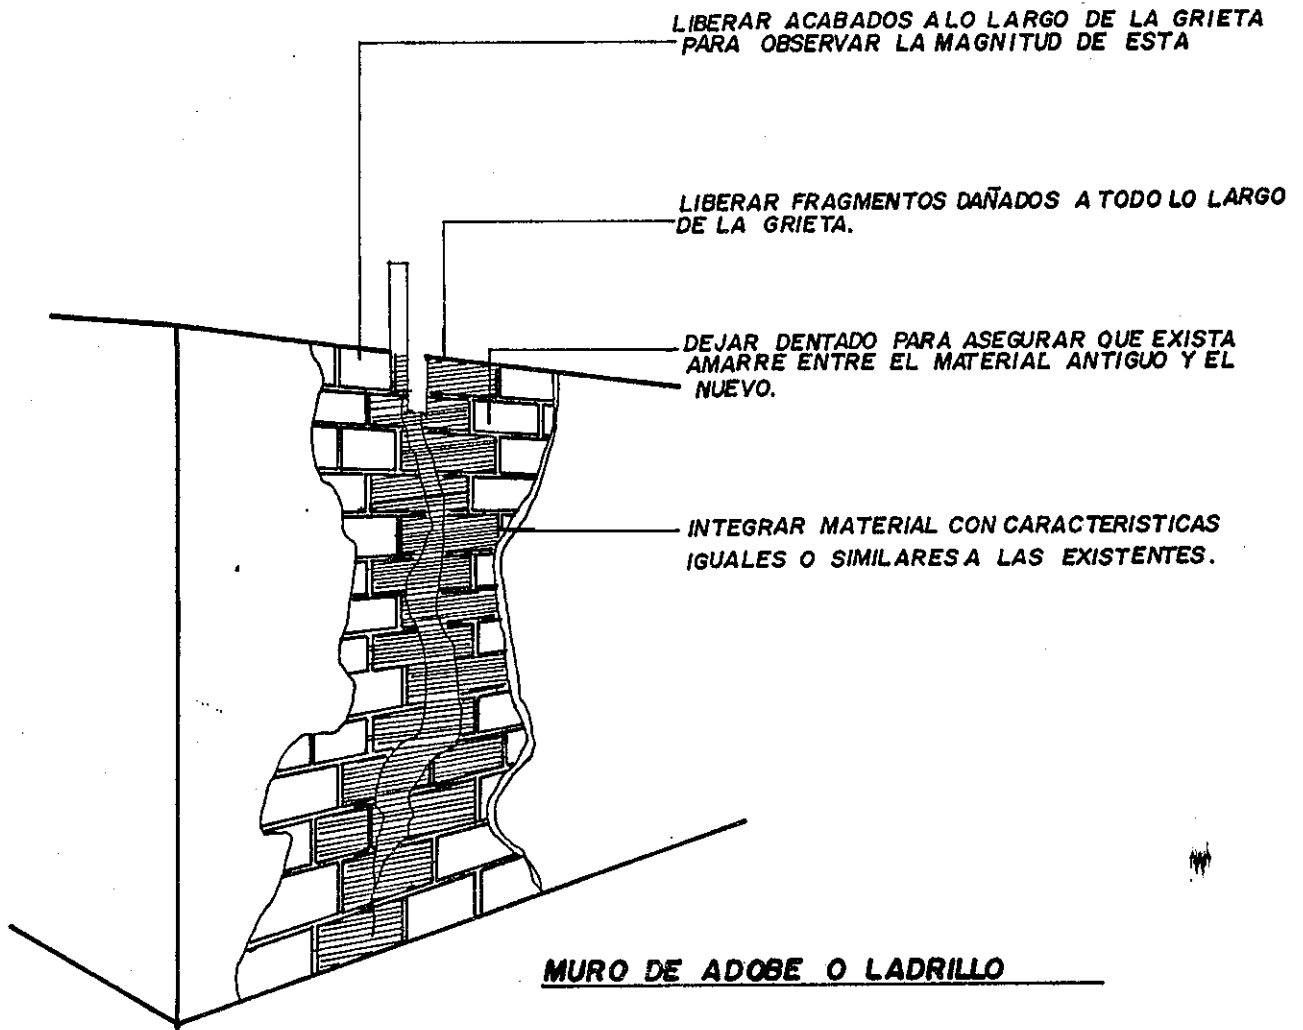 LIBERAR ACABADOS A LO LARGO DE LA GRIETA
PARA OBSERVAR LA MAGNITUD DE ESTA
LIBERAR FRAGMENTOS DAÑADOS A TODO LO LARGO
DE LA GRIETA.
DEJAR DENTADO PARA ASEGURAR QUE EXISTA
AMARRE ENTRE EL MATERIAL ANTIGUO Y EL
NUEVO.
INTEGRAR MATERIAL CON CARACTERISTICAS
IGUALES O SIMILARES A LAS EXISTENTES.
MURO DE ADOBE O LADRILLO